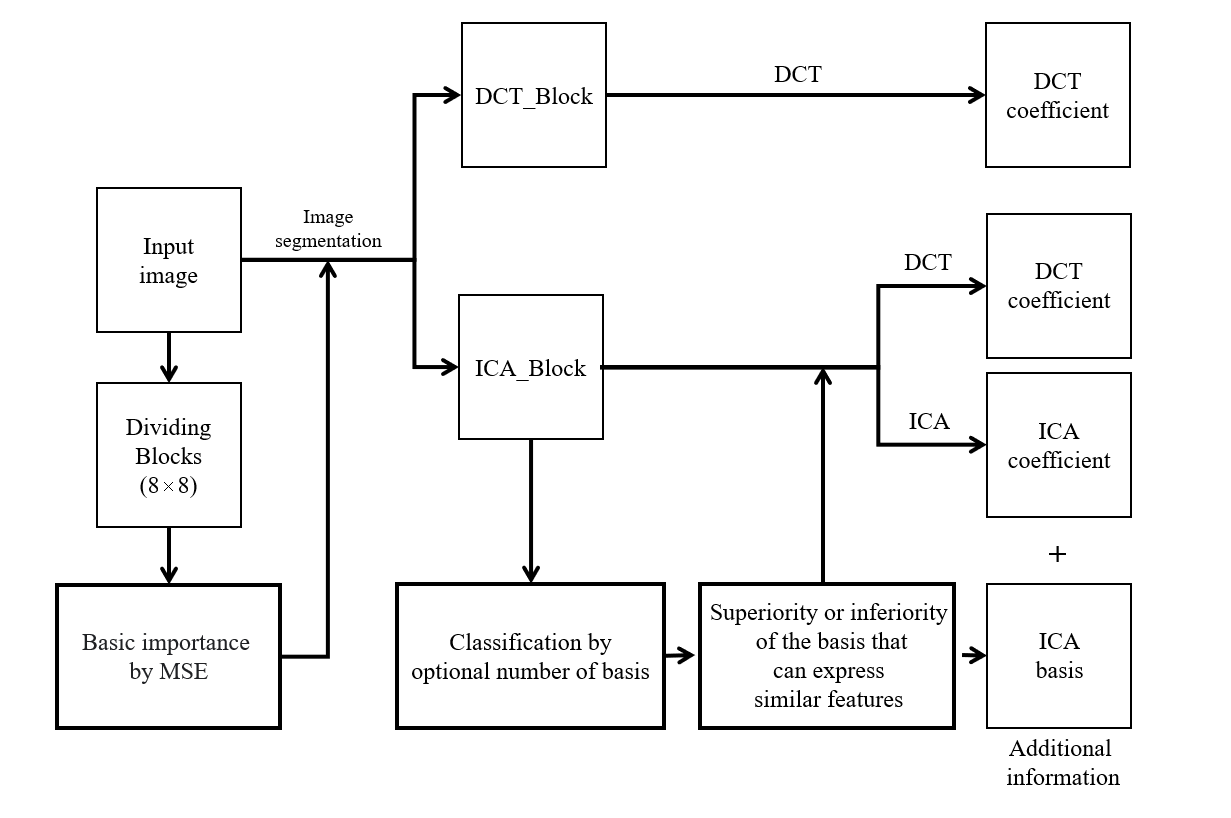 DCT_Block
DCT
DCT
coefficient
Input
image
Image
segmentation
DCT
DCT
coefficient
ICA_Block
ICA
ICA
coefficient
Dividing
Blocks
(8×8)
+
Basic importance
by MSE
Classification by
optional number of basis
Superiority or inferiority
of the basis that
can express
similar features
ICA
basis
Additional
information